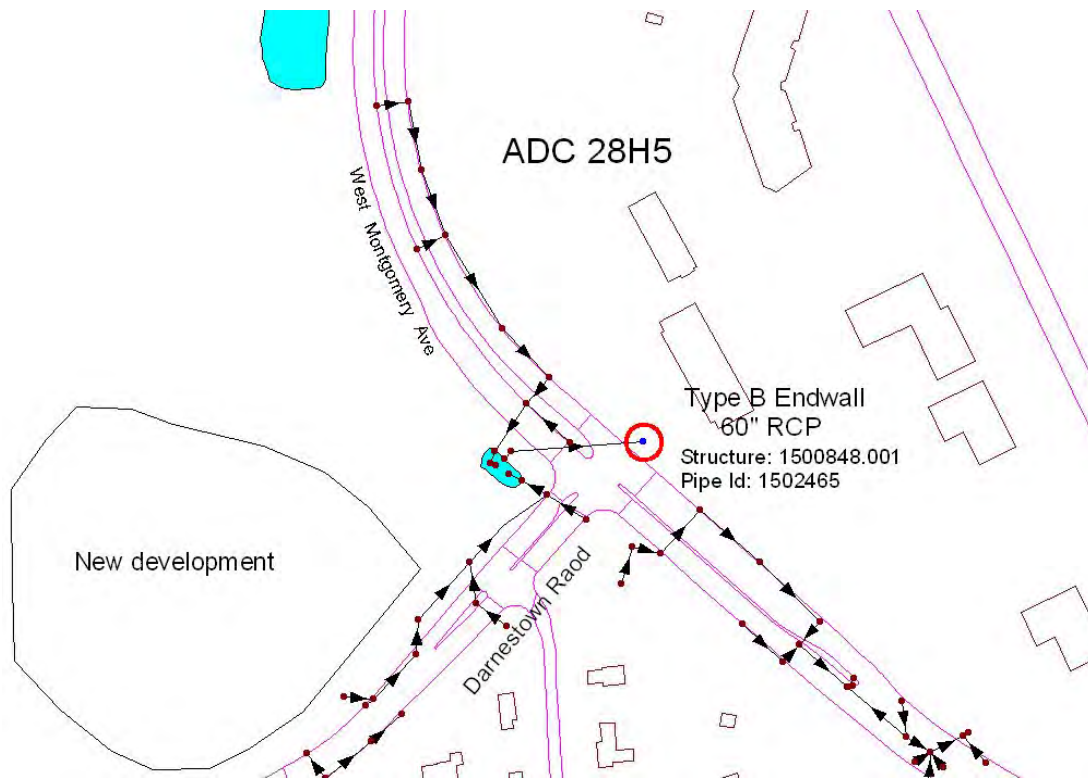 ADC 28H5
West Montgomery Ave
Type B Endwall
60" RCP
Structure: 1500848.001
Pipe Id: 1502465
New development
Darnestown Raod